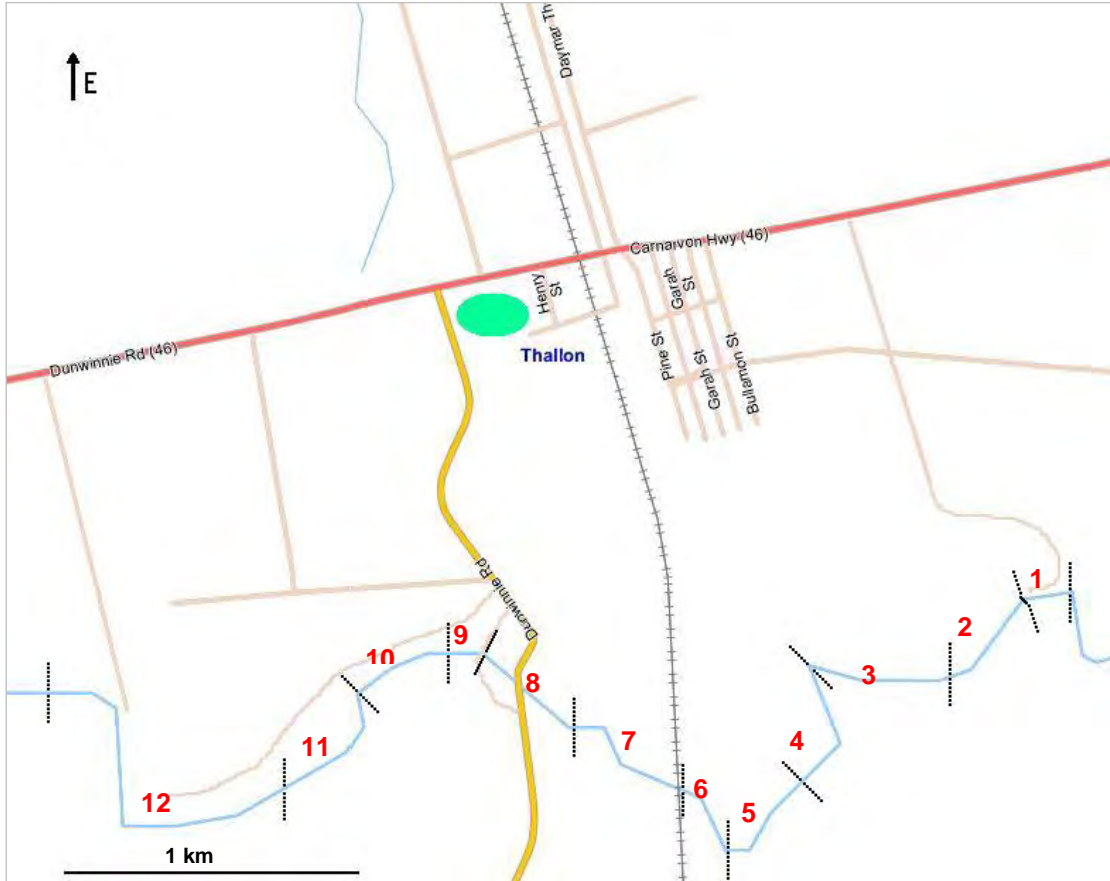 E
Daymar Th
Carnarvon Hwy (46)
Garah
St
Henry
St
Dunwinnie Rd (46)
Thallon
Pine St
Garah St
Bullamon St
Dunwinnie Rd
1
2
3
4
5
6
7
8
9
10
11
12
1 km